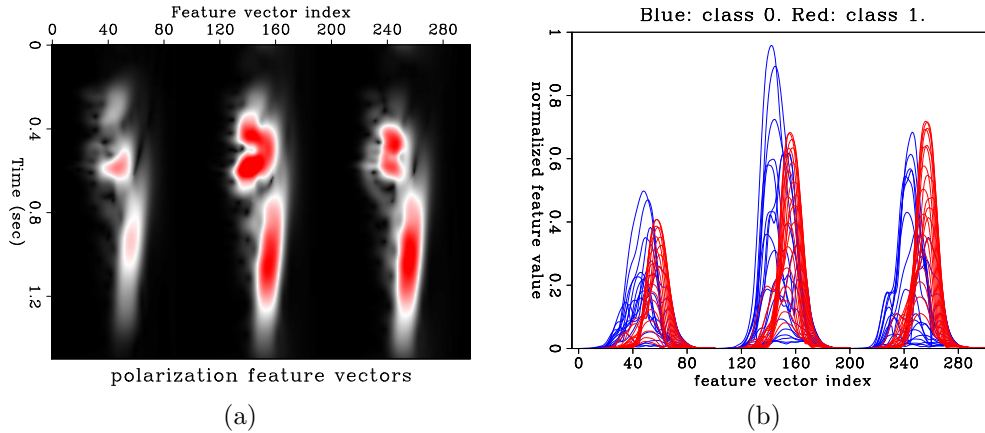 Feature vector index
0 40 80 120 160 200 240 280
0
0.4
0.8
1.2
Time (sec)
polarization feature vectors
(a)
Blue: class 0. Red: class 1.
1
0.8
0.6
0.4
0.2
0
normalized feature value
0 40 80 120 160 200 240 280
feature vector index
(b)